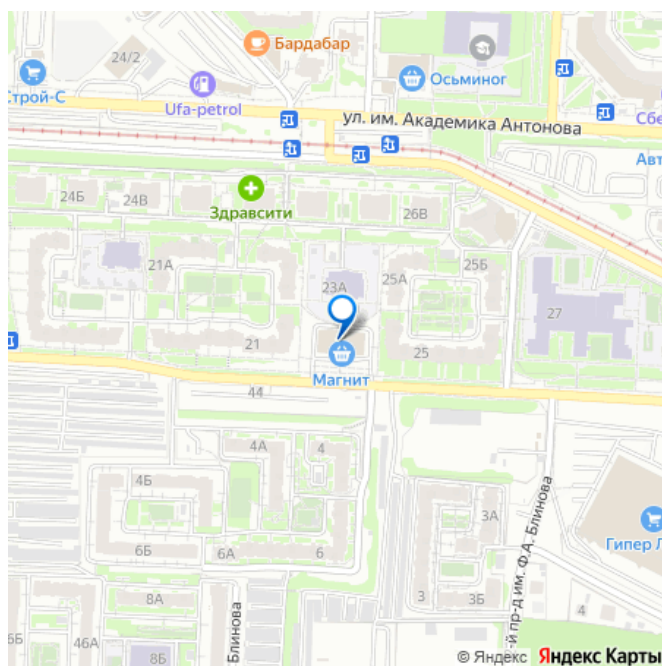 24/2
Бардабар
Осьминог
Строй-С
Ufa-petrol
ул. им. Академика Антонова
Сбе
Авт
24Б
24В
Здравсити
26В
21А
23А
25А
25Б
27
21
25
Магнит
44
4А
4
4Б
6Б
6А
6
3А
3
3Б
Гипер Л
-й пр-д им. Ф.А. Блинова
8А
Блинова
4
6Б
46А
8Б
© Яндекс Яндекс Карты